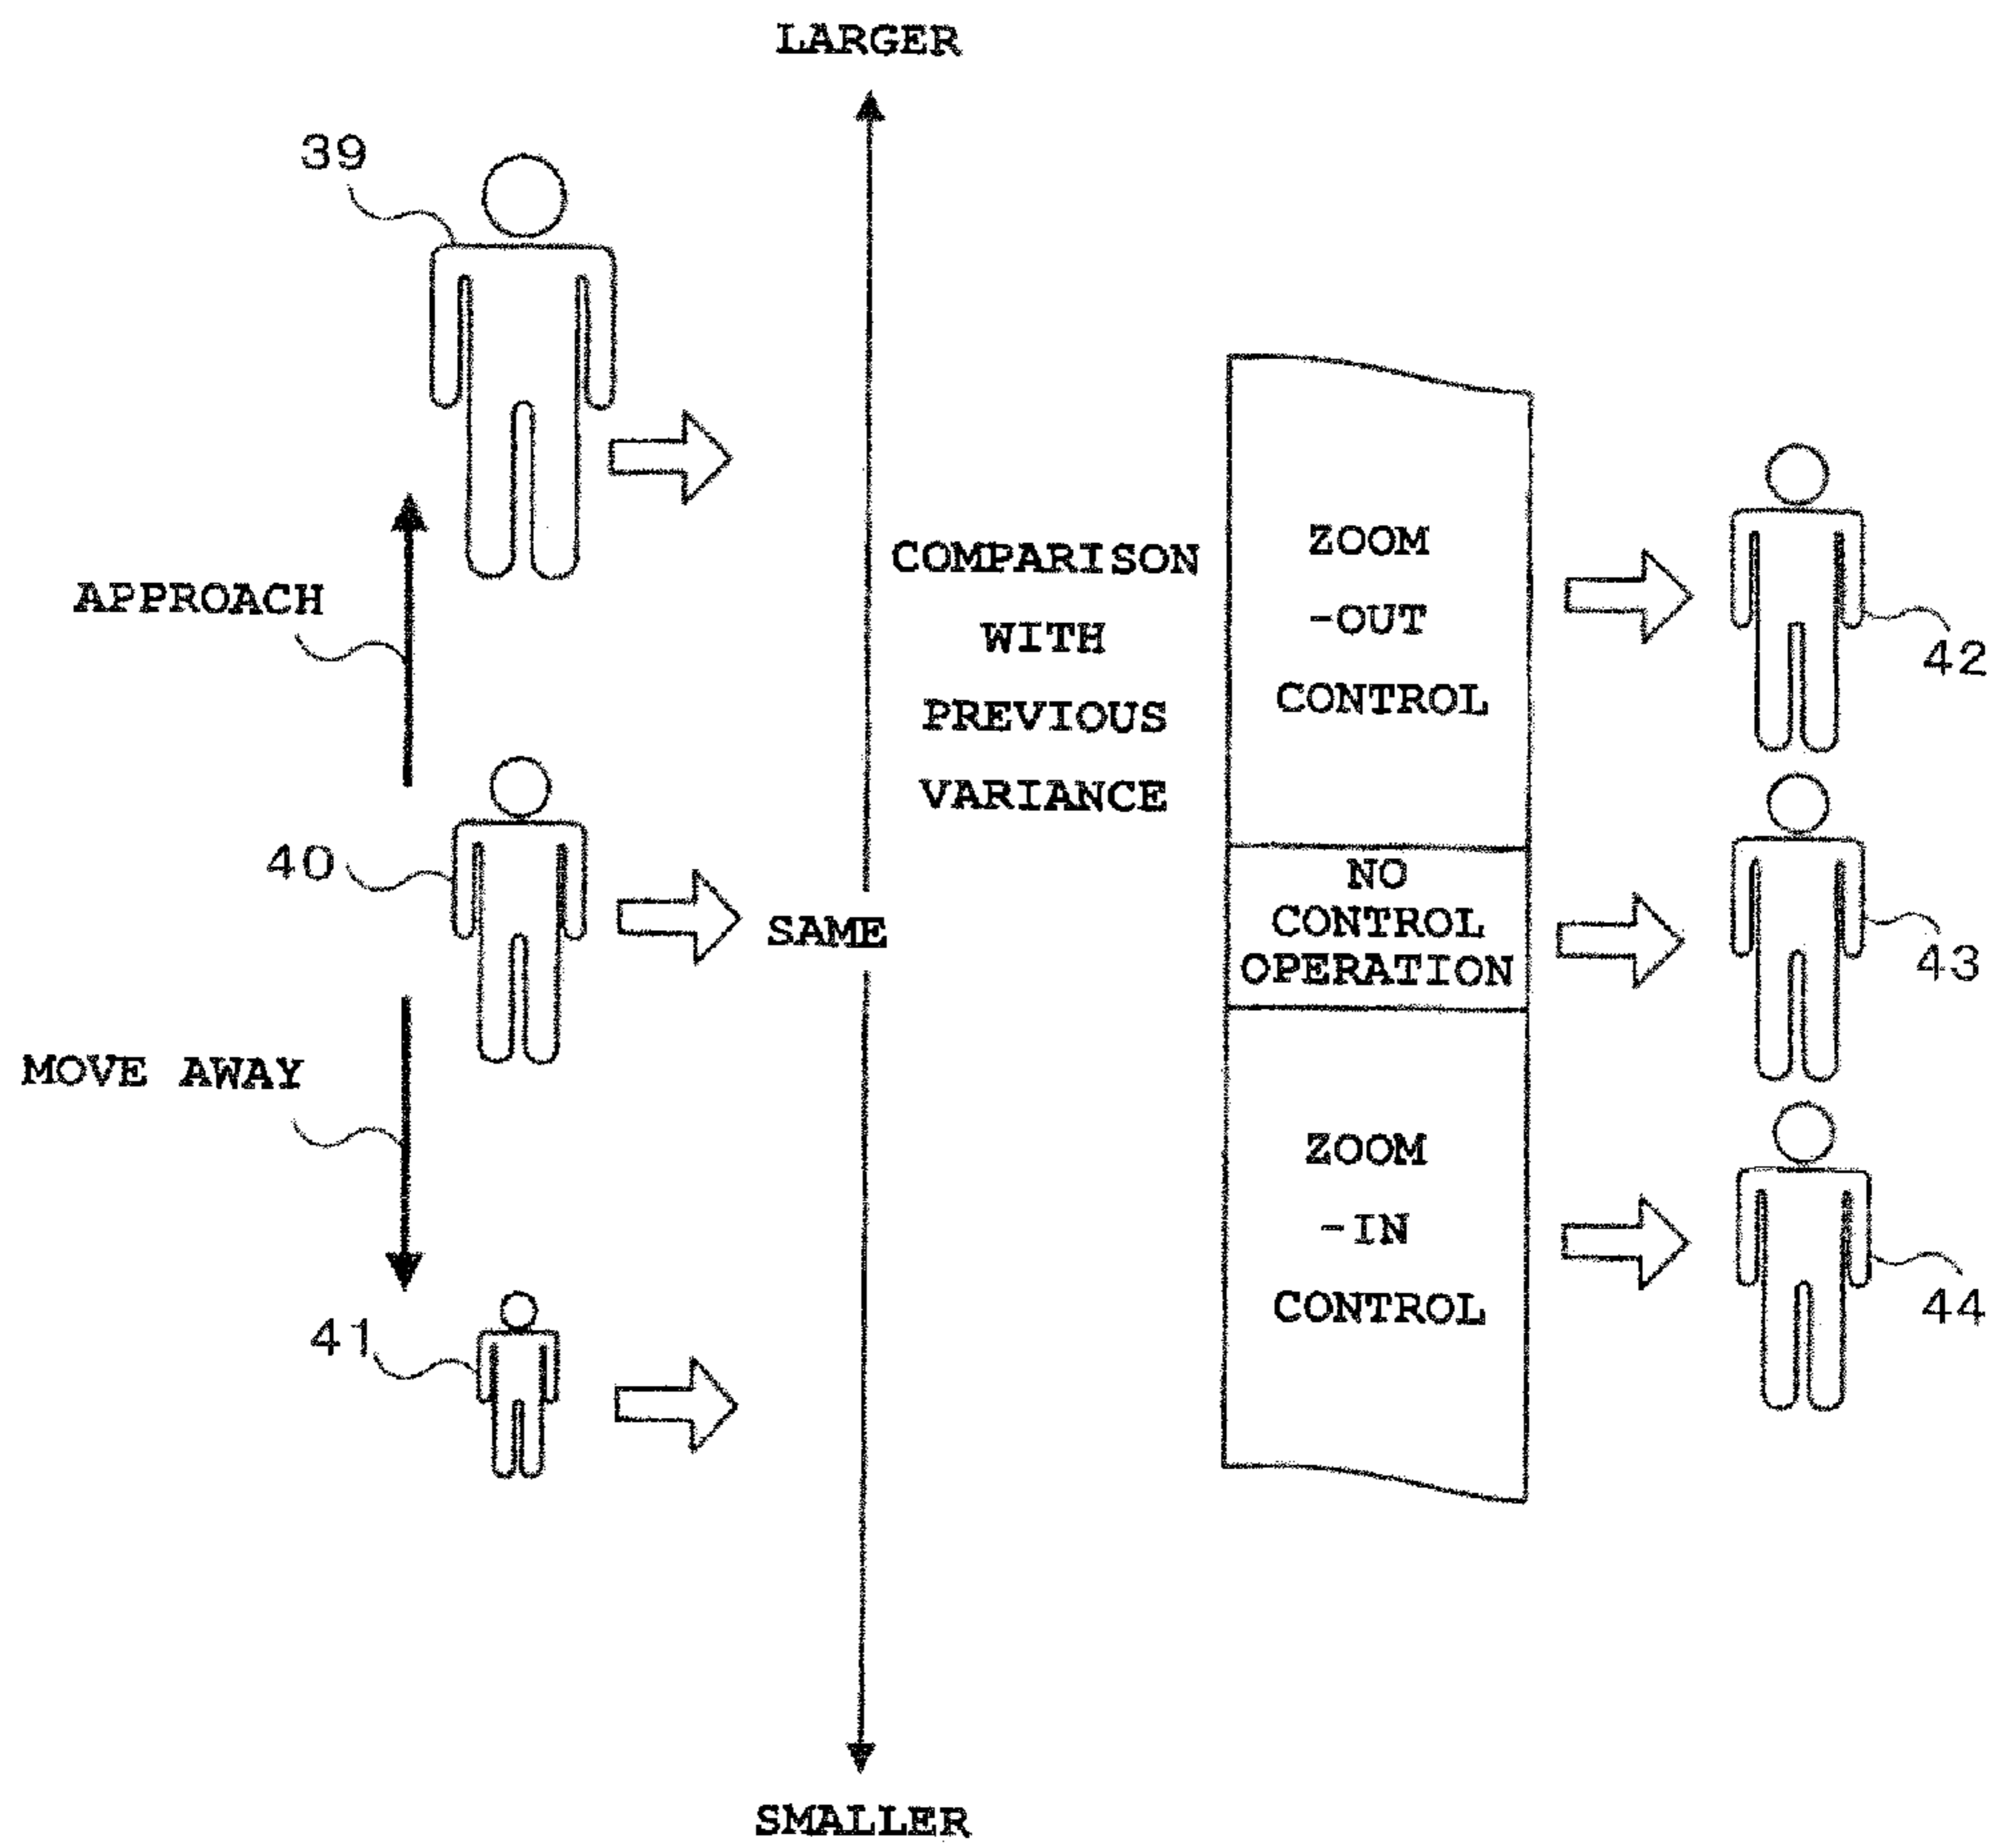 LARGER
39
APPROACH
40
MOVE AWAY
41
SAME
COMPARISON
WITH
PREVIOUS
VARIANCE
ZOOM
-OUT
CONTROL
NO
CONTROL
OPERATION
ZOOM
-IN
CONTROL
42
43
44
SMALLER